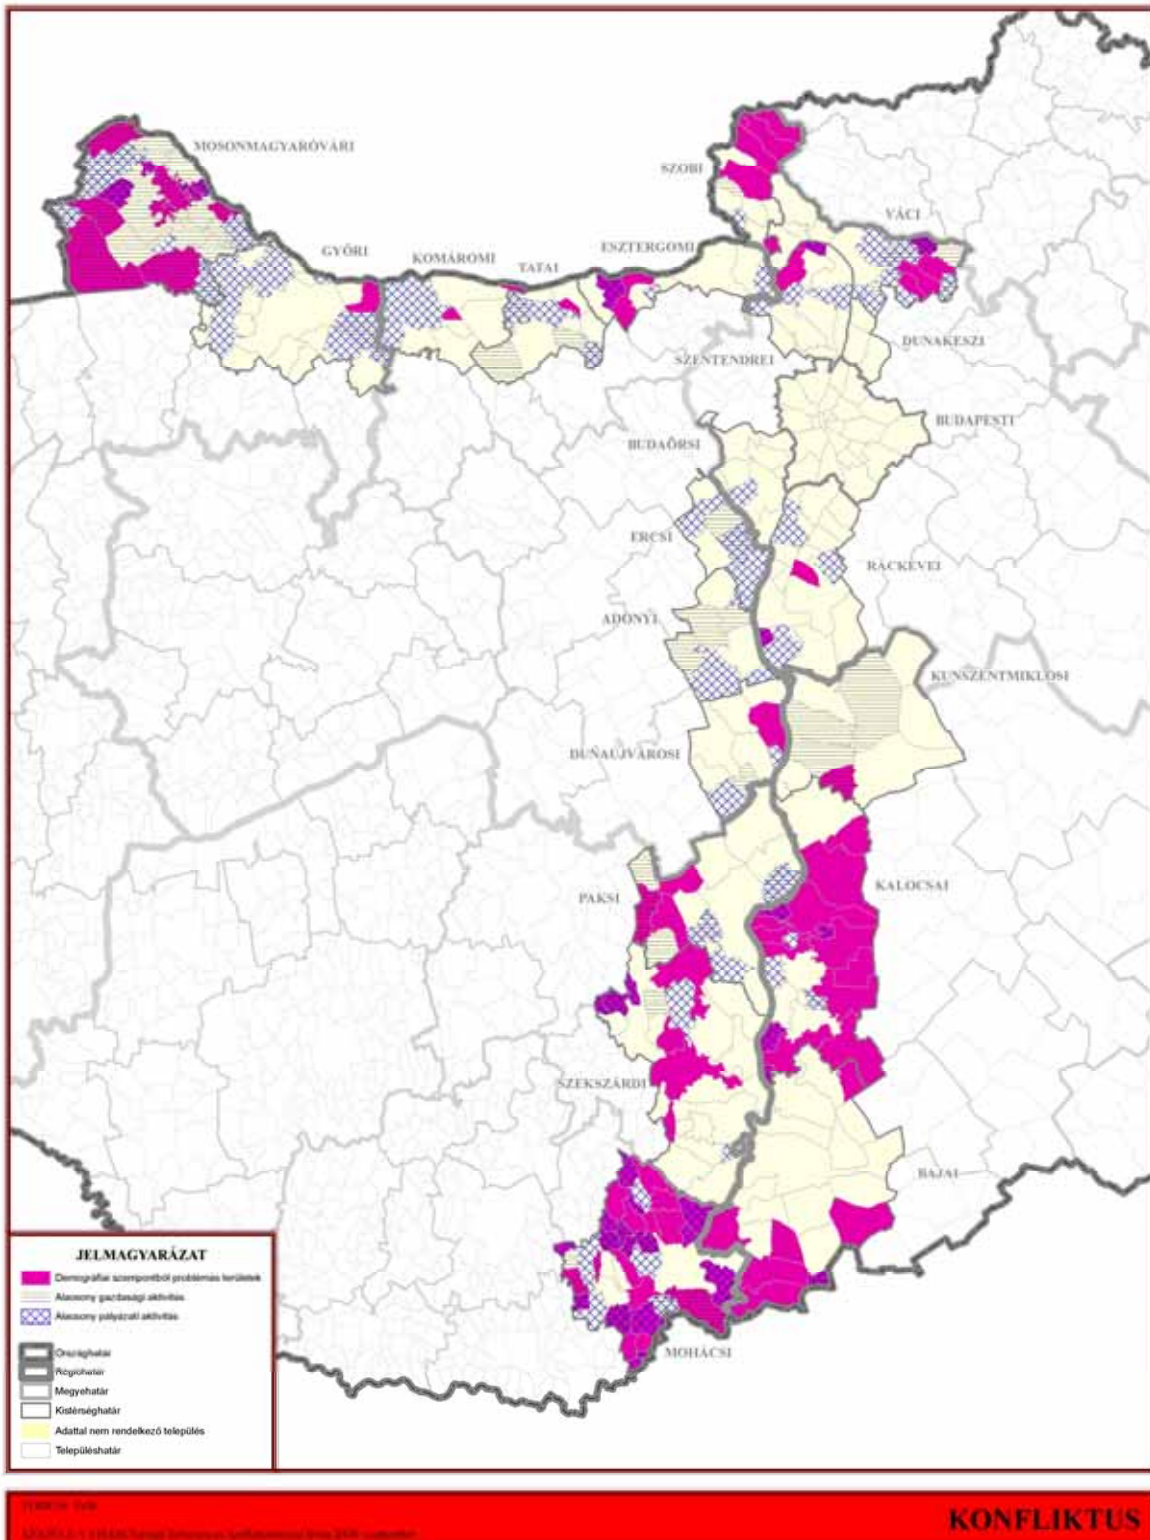 MOSONMAGYARÓVÁRI
SZOBI
VÁCI
GYŐRI
KOMÁROMI
TATAI
ESZTERGOMI
SZENTENDREI
DUNAKESZI
BUDAPESTI
BUDAÖRSI
ERCSI
RÁCKEVEI
ADONYI
KUNSZENTMIKLÓSI
DUNAÚJVÁROSI
PAKSI
KALOCSAI
SZEKSZÁRDI
BAJAI
MOHÁCSI
JELMAGYARÁZAT
Demográfiai szempontból problémás területek
Alacsony gazdasági aktivitás
Alacsony pályázati aktivitás
Országhatár
Régióhatár
Megyehatár
Kistérséghatár
Adattal nem rendelkező település
Településhatár
KONFLIKTUS